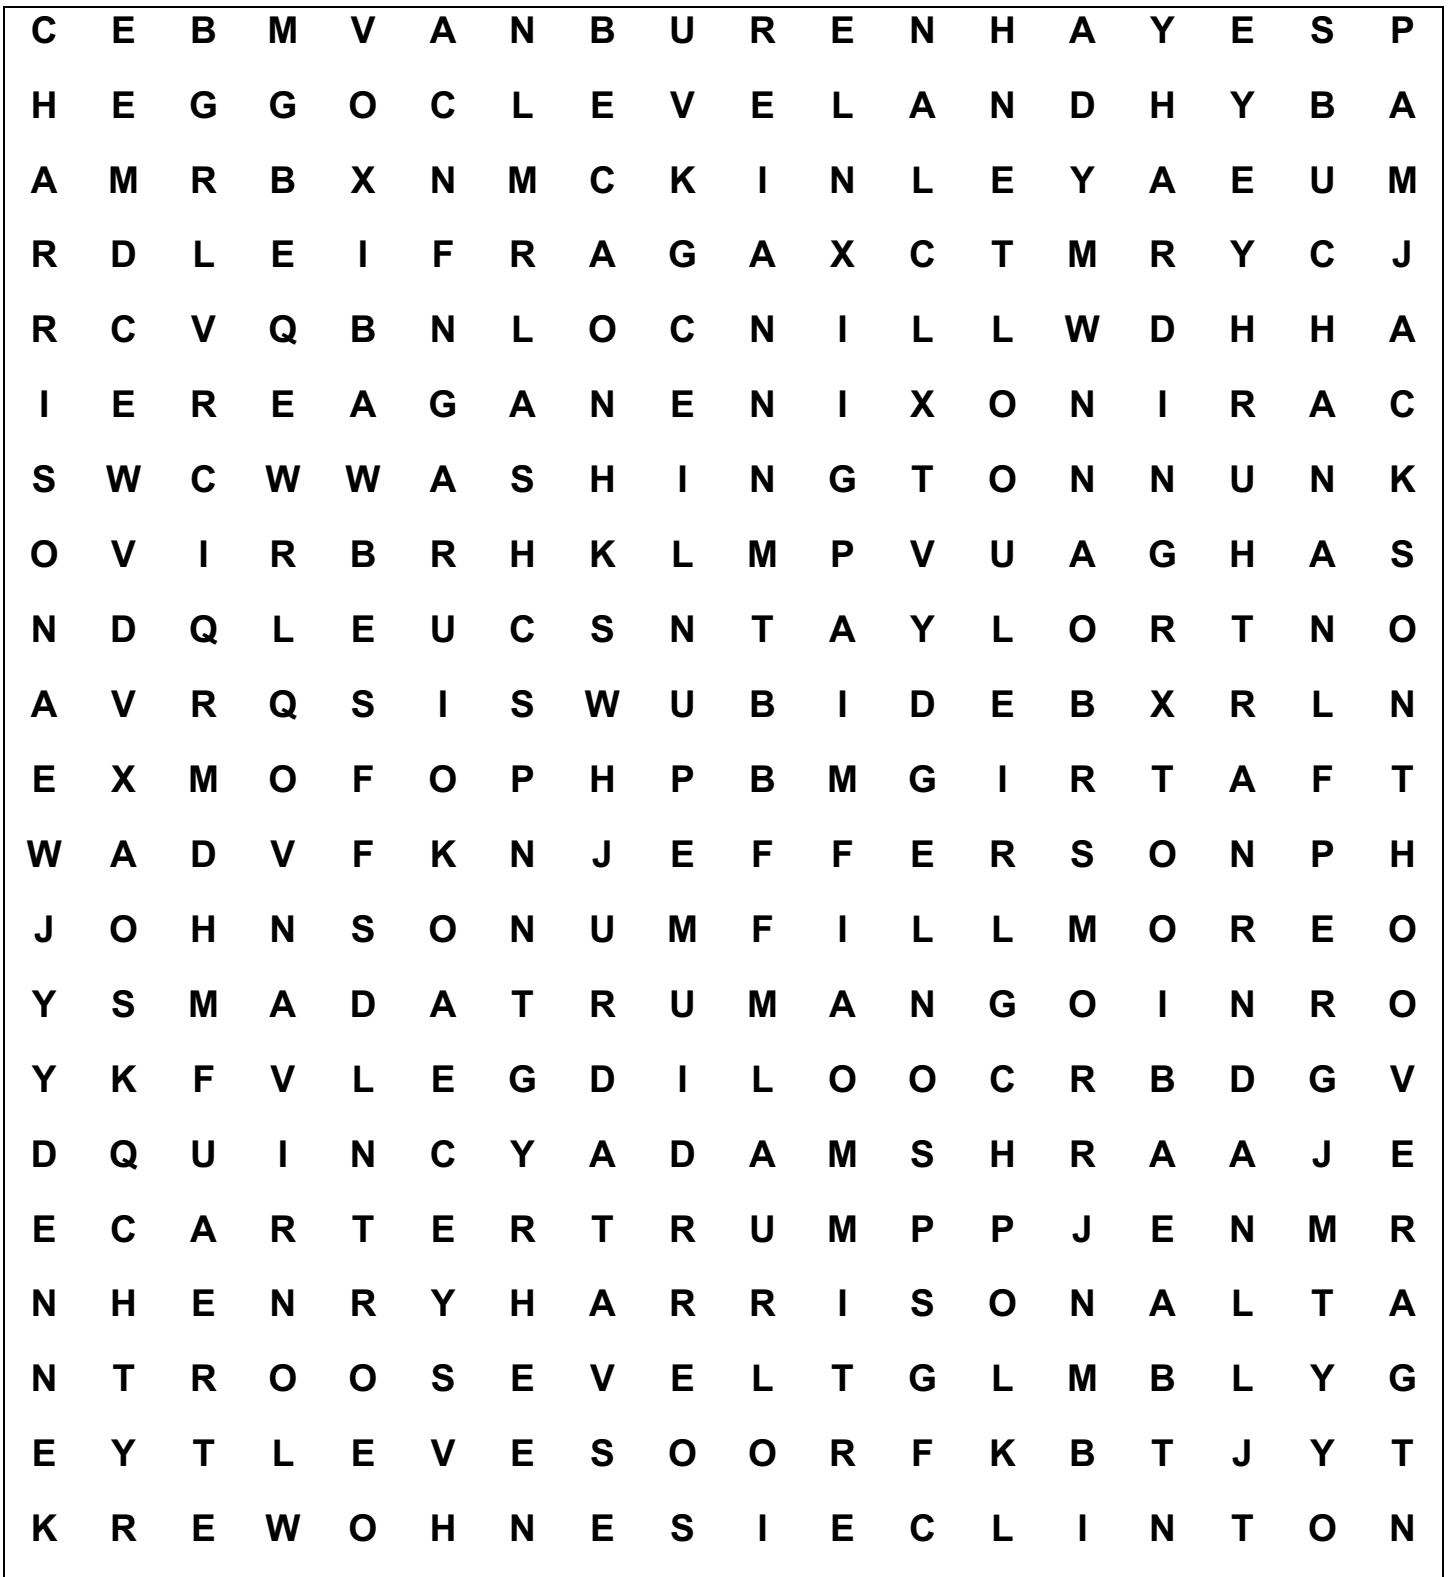 C E B M V A N B U R E N H A Y E S P
H E G G O C L E V E L A N D H Y B A
A M R B X N M C K I N L E Y A E U M
R D L E I F R A G A X C T M R Y C J
R C V Q B N L O C N I L L W D H H A
I E R E A G A N E N I X O N I R A C
S W C W W A S H I N G T O N N U N K
O V I R B R H K L M P V U A G H A S
N D Q L E U C S N T A Y L O R T N O
A V R Q S I S W U B I D E B X R L N
E X M O F O P H P B M G I R T A F T
W A D V F K N J E F F E R S O N P H
J O H N S O N U M F I L L M O R E O
Y S M A D A T R U M A N G O I N R O
Y K F V L E G D I L O O C R B D G V
D Q U I N C Y A D A M S H R A A J E
E C A R T E R T R U M P P J E N M R
N H E N R Y H A R R I S O N A L T A
N T R O O S E V E L T G L M B L Y G
E Y T L E V E S O O R F K B T J Y T
K R E W O H N E S I E C L I N T O N